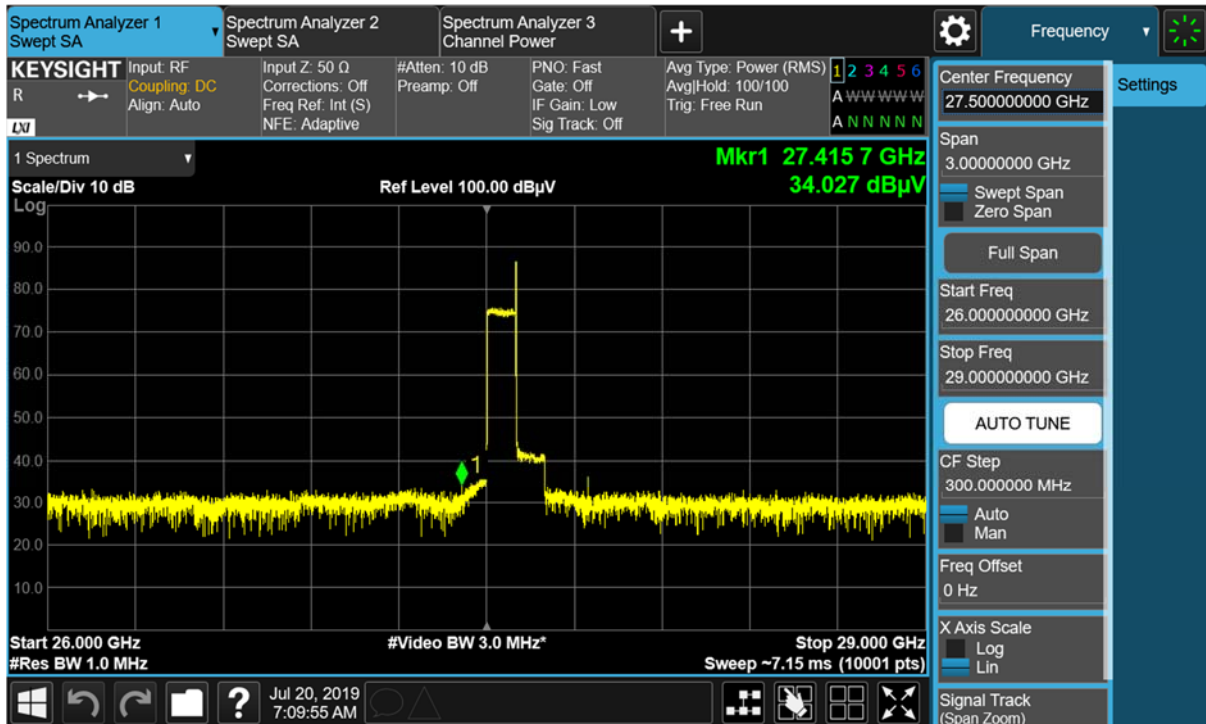 Spectrum Analyzer 1
Swept SA
Spectrum Analyzer 2
Swept SA
Spectrum Analyzer 3
Channel Power
+
Frequency
KEYSIGHT
R
LXI
Input: RF
Coupling: DC
Align: Auto
Input Z: 50 Ω
Corrections: Off
Freq Ref: Int (S)
NFE: Adaptive
#Atten: 10 dB
Preamp: Off
PNO: Fast
Gate: Off
IF Gain: Low
Sig Track: Off
Avg Type: Power (RMS)
Avg|Hold: 100/100
Trig: Free Run
1 2 3 4 5 6
A W W W W W
A N N N N N
1 Spectrum
Mkr1 27.415 7 GHz
Scale/Div 10 dB
Ref Level 100.00 dBµV
34.027 dBµV
Log
90.0
80.0
70.0
60.0
50.0
40.0
1
30.0
20.0
10.0
Start 26.000 GHz
#Video BW 3.0 MHz*
Stop 29.000 GHz
#Res BW 1.0 MHz
Sweep ~7.15 ms (10001 pts)
?
Jul 20, 2019
7:09:55 AM
Center Frequency
27.500000000 GHz
Settings
Span
3.00000000 GHz
Swept Span
Zero Span
Full Span
Start Freq
26.000000000 GHz
Stop Freq
29.000000000 GHz
AUTO TUNE
CF Step
300.000000 MHz
Auto
Man
Freq Offset
0 Hz
X Axis Scale
Log
Lin
Signal Track
(Span Zoom)